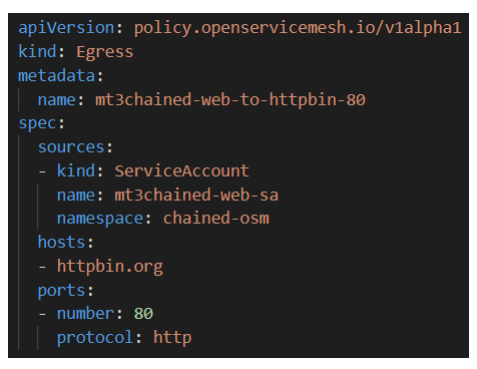 apiVersion: policy.openservicemesh.io/v1alpha1
kind: Egress
metadata:
  name: mt3chained-web-to-httpbin-80
spec:
  sources:
  - kind: ServiceAccount
    name: mt3chained-web-sa
    namespace: chained-osm
  hosts:
  - httpbin.org
  ports:
  - number: 80
    protocol: http